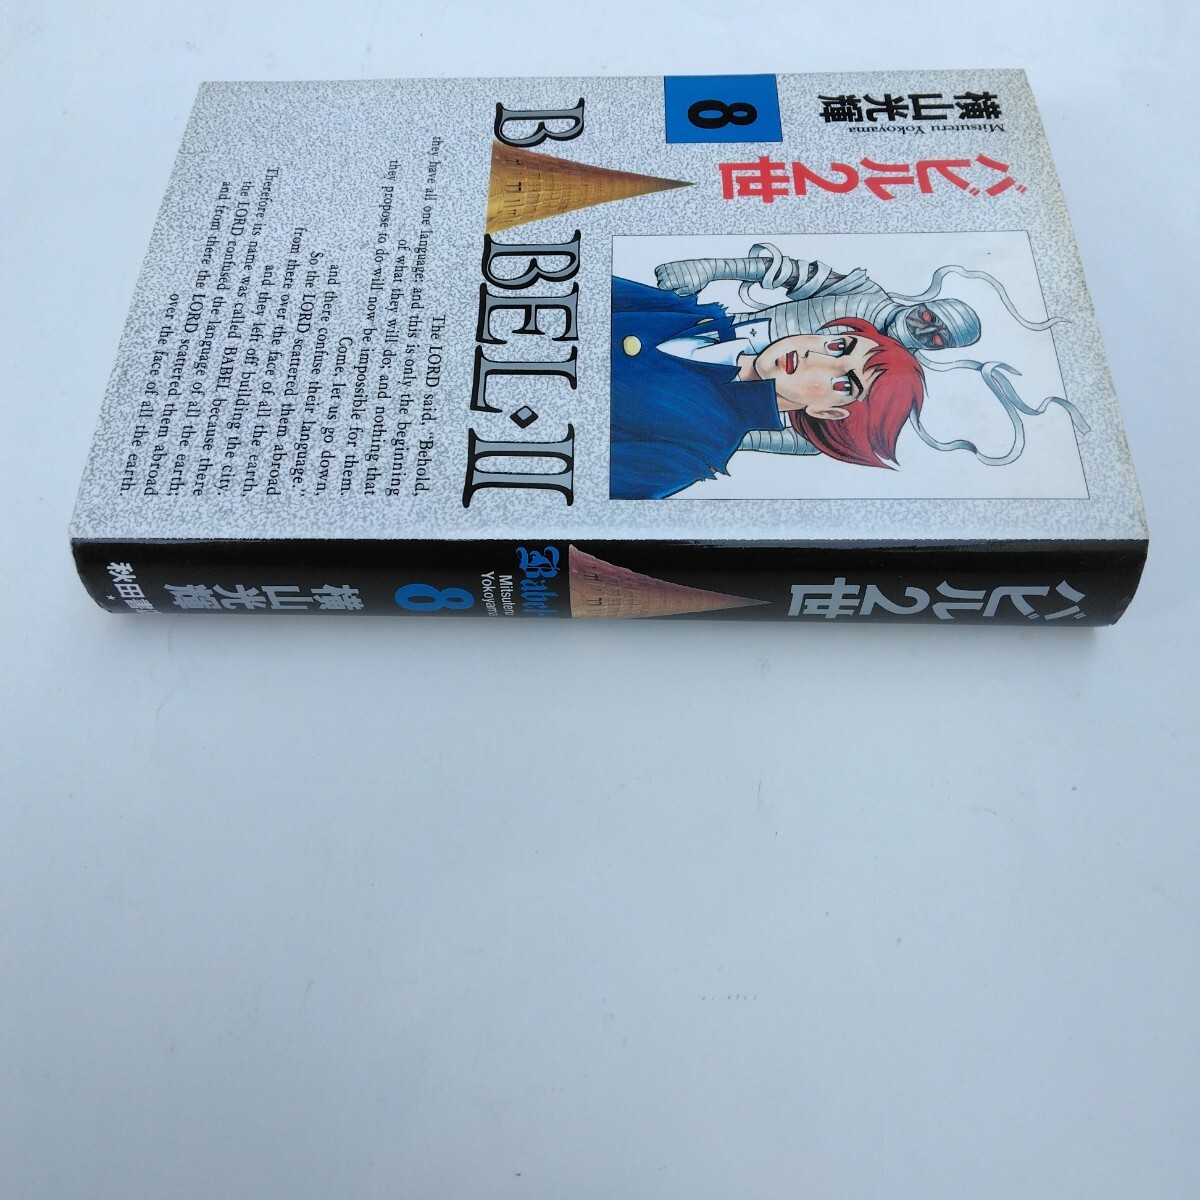 横山光輝
Mitsuteru Yokoyama
8
バビル2世
BABEL・II
The LORD said, "Behold,
they have all one language; and this is only the beginning
of what they will do; and nothing that
they propose to do will now be impossible for them.
Come, let us go down,
and there confuse their language."
So the LORD scattered them abroad
from there over the face of all the earth,
and they left off building the city.
Therefore its name was called BABEL, because there
the LORD confused the language of all the earth;
and from there the LORD scattered them abroad
over the face of all the earth.
バビル2世
Babel
Mitsuteru
Yokoyama
8
横山光輝
秋田書